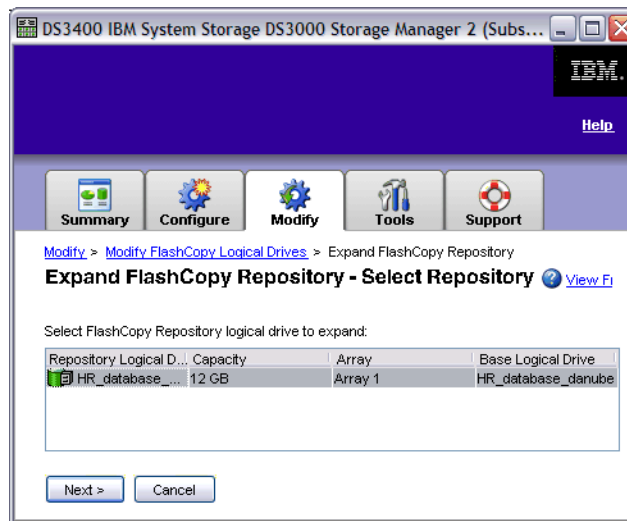 DS3400 IBM System Storage DS3000 Storage Manager 2 (Subs...
IBM.
Help
Summary Configure Modify Tools Support
Modify > Modify FlashCopy Logical Drives > Expand FlashCopy Repository
Expand FlashCopy Repository - Select Repository View
Select FlashCopy Repository logical drive to expand:
Repository Logical D... Capacity Array Base Logical Drive
HR_database_... 12 GB Array 1 HR_database_danube
Next > Cancel